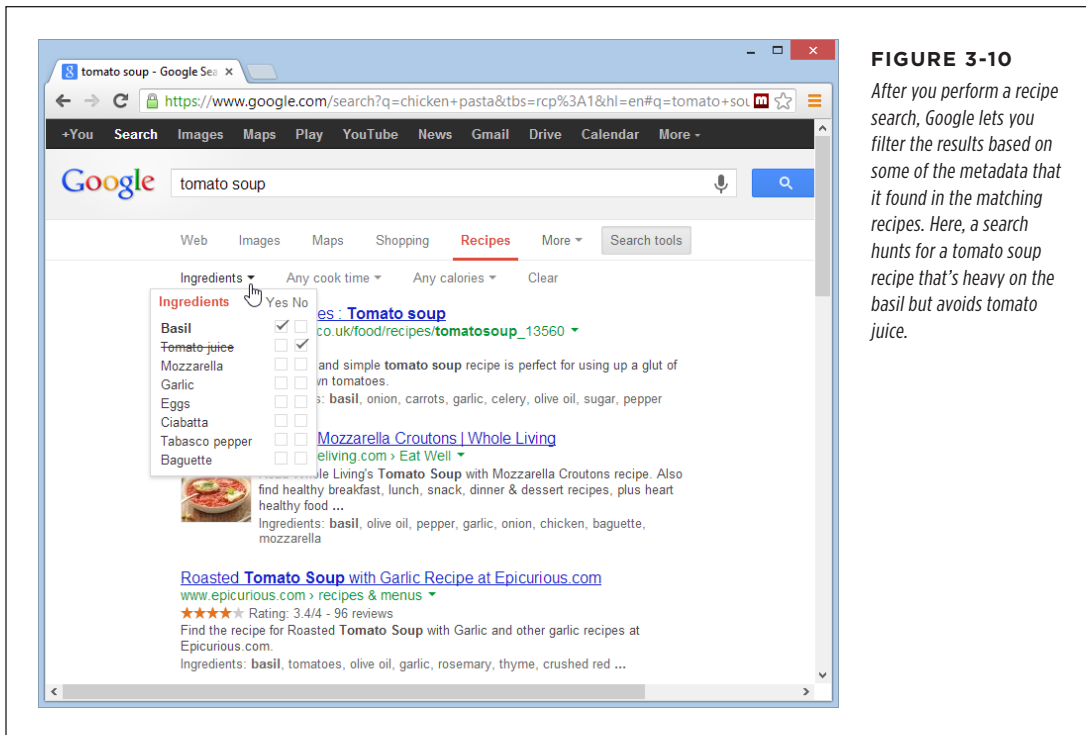 tomato soup - Google Sea
https://www.google.com/search?q=chicken+pasta&tbs=rcp%3A1&hl=en#q=tomato+sou
+You Search Images Maps Play YouTube News Gmail Drive Calendar More
Google tomato soup
Web Images Maps Shopping Recipes More Search tools
Ingredients Any cook time Any calories Clear
Ingredients Yes No
Basil
Tomato juice
Mozzarella
Garlic
Eggs
Ciabatta
Tabasco pepper
Baguette
es : Tomato soup
co.uk/food/recipes/tomatosoup_13560
and simple tomato soup recipe is perfect for using up a glut of
wn tomatoes.
s: basil, onion, carrots, garlic, celery, olive oil, sugar, pepper
Mozzarella Croutons | Whole Living
eliving.com › Eat Well
Whole Living's Tomato Soup with Mozzarella Croutons recipe. Also
find healthy breakfast, lunch, snack, dinner & dessert recipes, plus heart
healthy food ...
Ingredients: basil, olive oil, pepper, garlic, onion, chicken, baguette,
mozzarella
Roasted Tomato Soup with Garlic Recipe at Epicurious.com
www.epicurious.com › recipes & menus
Rating: 3.4/4 - 96 reviews
Find the recipe for Roasted Tomato Soup with Garlic and other garlic recipes at
Epicurious.com.
Ingredients: basil, tomatoes, olive oil, garlic, rosemary, thyme, crushed red ...
FIGURE 3-10
After you perform a recipe
search, Google lets you
filter the results based on
some of the metadata that
it found in the matching
recipes. Here, a search
hunts for a tomato soup
recipe that's heavy on the
basil but avoids tomato
juice.